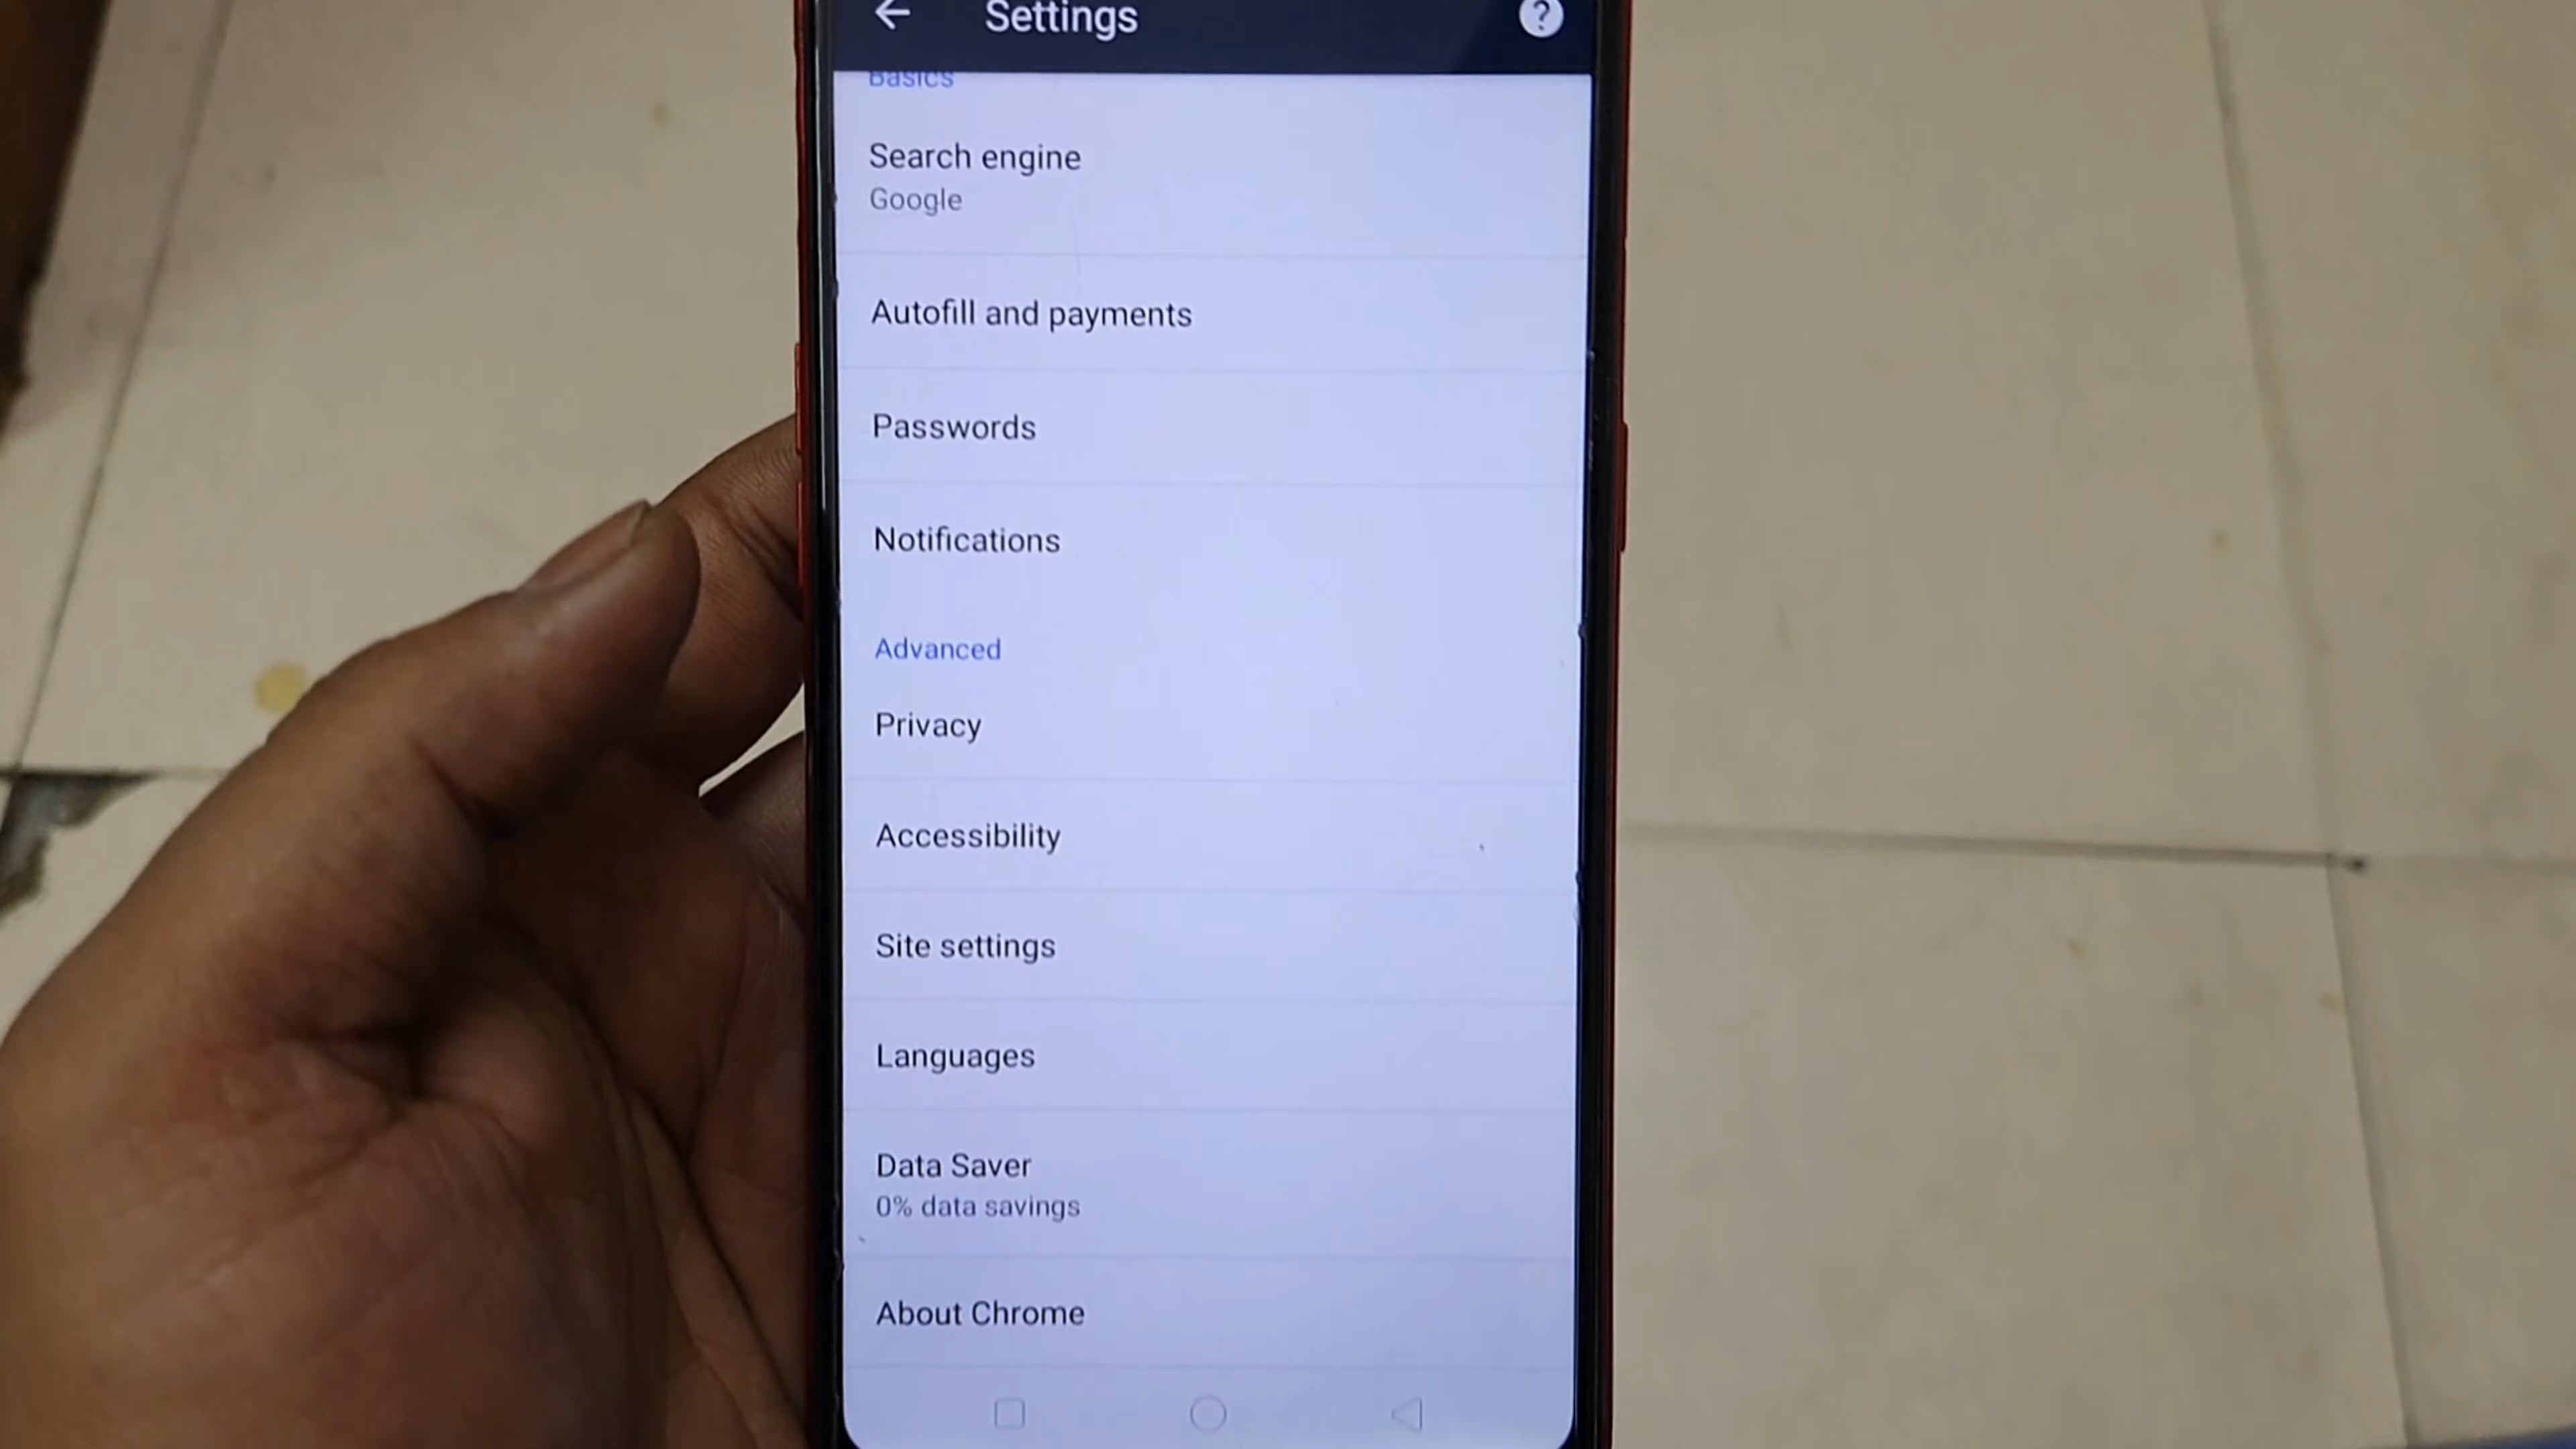 Settings
Basics
Search engine
Google
Autofill and payments
Passwords
Notifications
Advanced
Privacy
Accessibility
Site settings
Languages
Data Saver
0% data savings
About Chrome